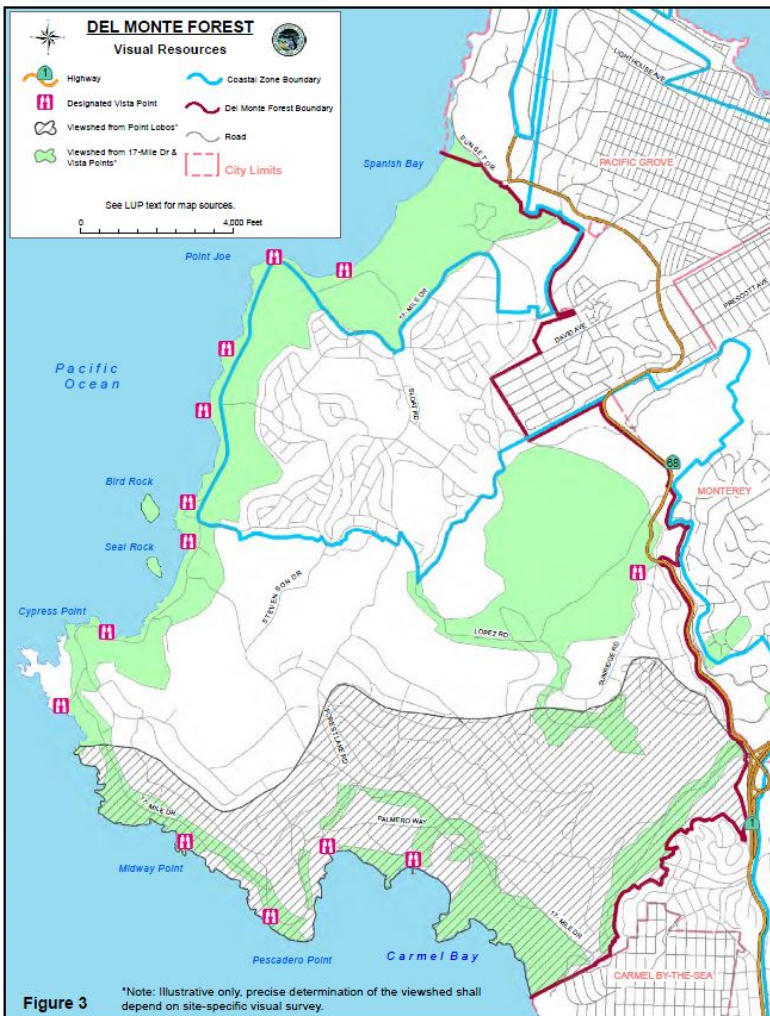 DEL MONTE FOREST
Visual Resources
1
Highway
Coastal Zone Boundary
Designated Vista Point
Del Monte Forest Boundary
Viewshed from Point Lobos*
Road
Viewshed from 17-Mile Dr &
Vista Points*
City Limits
See LUP text for map sources.
0 4,000 Feet
LIGHTHOUSE AVE
SUNSET DR
Spanish Bay
PACIFIC GROVE
Point Joe
17- MILE DR
PRESCOTT AVE
DAVID AVE
Pacific
Ocean
SLOAT RD
68
Bird Rock
MONTEREY
Seal Rock
STEVENSON DR
Cypress Point
LOPEZ RD
SUNRIDGE RD
FOREST LAKE RD
17- MILE DR
PALMERO WAY
1
Midway Point
17- MILE DR
Pescadero Point
Carmel Bay
CARMEL BY-THE-SEA
Figure 3
*Note: Illustrative only, precise determination of the viewshed shall
depend on site-specific visual survey.